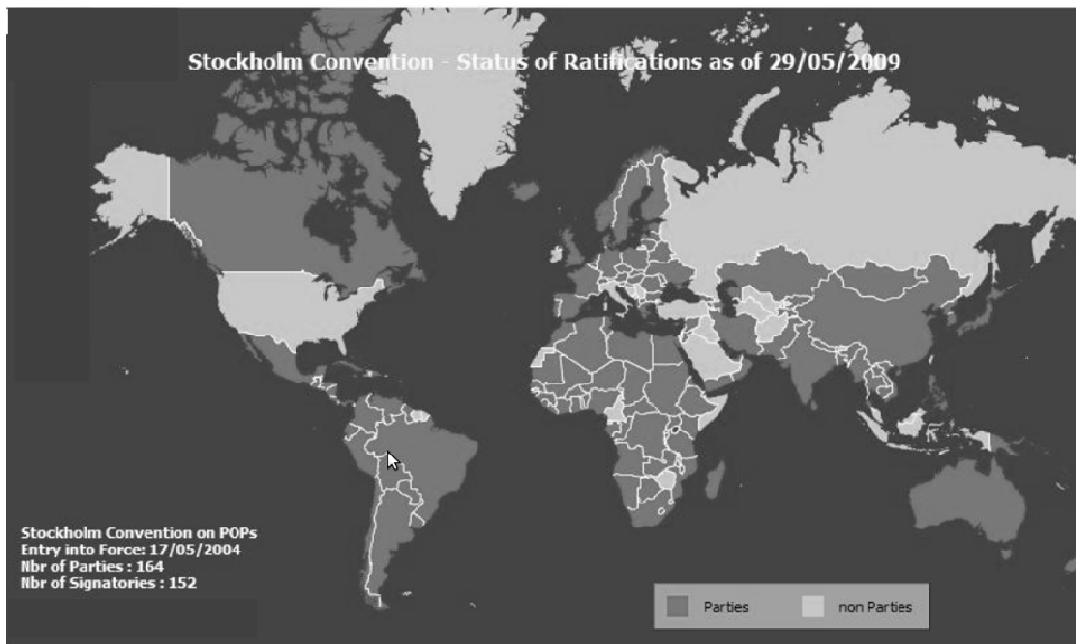 Stockholm Convention - Status of Ratifications as of 29/05/2009
Stockholm Convention on POPs
Entry into Force: 17/05/2004
Nbr of Parties : 164
Nbr of Signatories : 152
Parties
non Parties